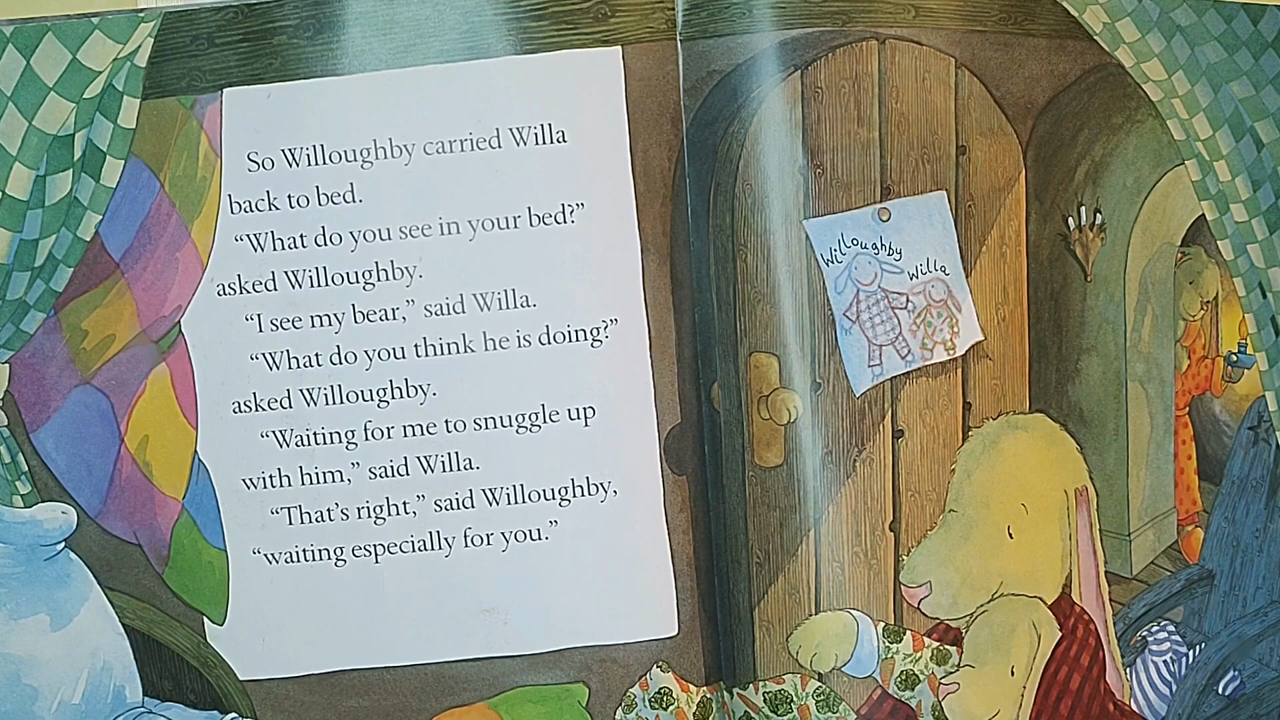 So Willoughby carried Willa
back to bed.
“What do you see in your bed?”
asked Willoughby.
“I see my bear,” said Willa.
“What do you think he is doing?”
asked Willoughby.
“Waiting for me to snuggle up
with him,” said Willa.
“That’s right,” said Willoughby,
“waiting especially for you.”
Willoughby
Willa